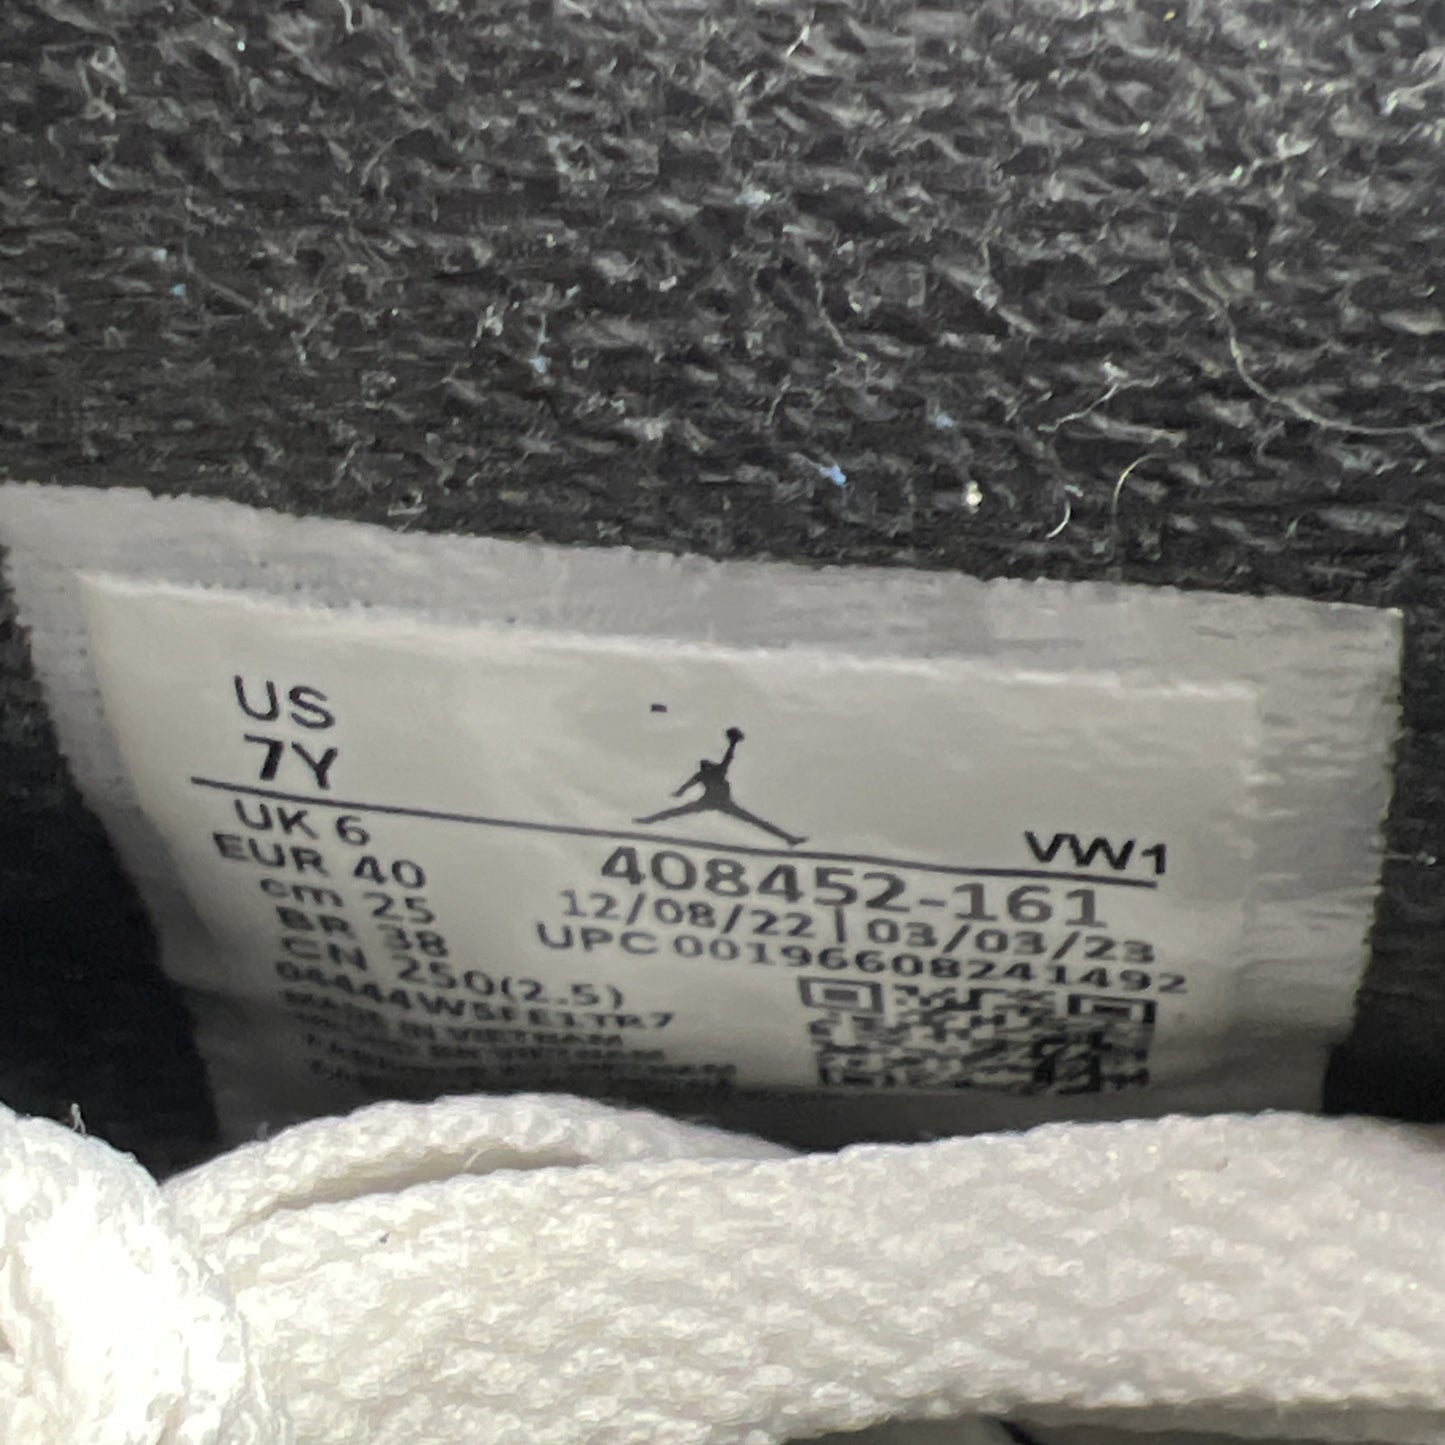 US
7Y
VW1
UK 6
EUR 40
cm 25
BR 38
CN 250(2.5)
408452-161
12/08/22 | 03/03/23
UPC 00196608241492
MADE IN VIETNAM